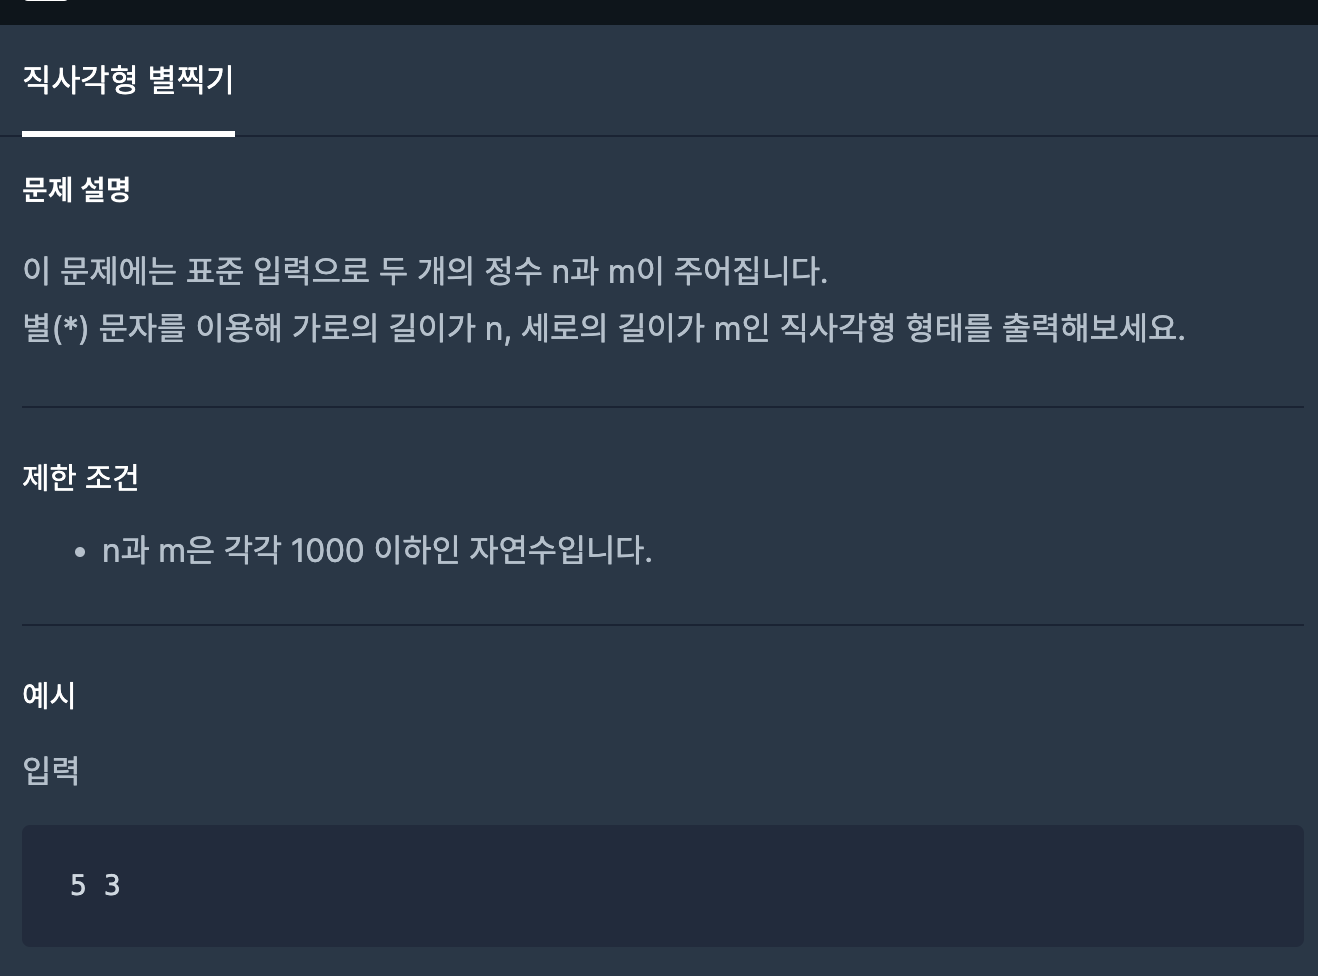 직사각형 별찍기
문제 설명
이 문제에는 표준 입력으로 두 개의 정수 n과 m이 주어집니다.
별(*) 문자를 이용해 가로의 길이가 n, 세로의 길이가 m인 직사각형 형태를 출력해보세요.
제한 조건
• n과 m은 각각 1000 이하인 자연수입니다.
예시
입력
5 3